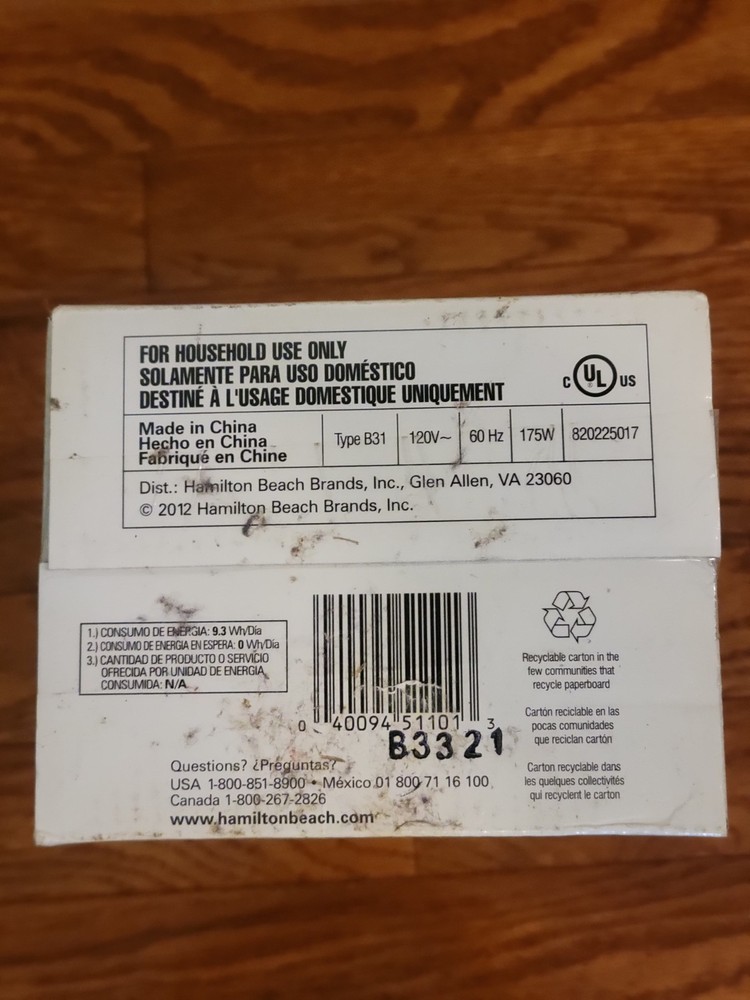 FOR HOUSEHOLD USE ONLY
SOLAMENTE PARA USO DOMÉSTICO
DESTINÉ À L'USAGE DOMESTIQUE UNIQUEMENT
C UL US
Made in China
Hecho en China
Fabriqué en Chine
Type B31
120V~
60 Hz
175W
820225017
Dist.: Hamilton Beach Brands, Inc., Glen Allen, VA 23060
© 2012 Hamilton Beach Brands, Inc.
1.) CONSUMO DE ENERGIA: 9.3 Wh/Día
2.) CONSUMO DE ENERGIA EN ESPERA: 0 Wh/Día
3.) CANTIDAD DE PRODUCTO O SERVICIO
OFRECIDA POR UNIDAD DE ENERGIA
CONSUMIDA: N/A
0 40094 51101 3
B3321
Questions? ¿Preguntas?
USA 1-800-851-8900 • México 01 800 71 16 100
Canada 1-800-267-2826
www.hamiltonbeach.com
Recyclable carton in the
few communities that
recycle paperboard
Cartón reciclable en las
pocas comunidades
que reciclan cartón
Carton recyclable dans
les quelques collectivités
qui recyclent le carton